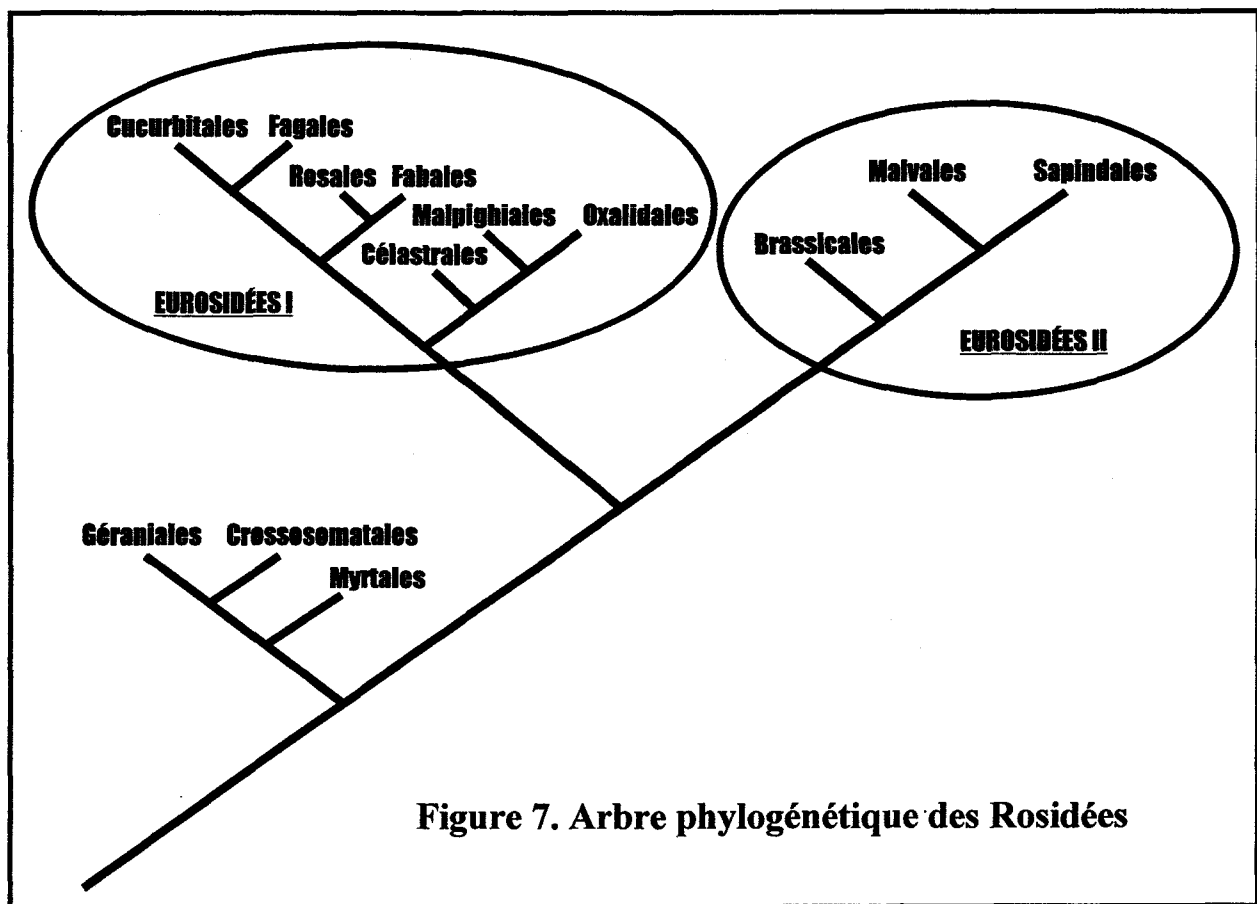 Cucurbitales Fagales
Rosales Fabales
Malpighiales Oxalidales
Célastrales
EUROSIDÉES I
Malvales Sapindales
Brassicales
EUROSIDÉES II
Géraniales Crossosomatales
Myrtales
Figure 7. Arbre phylogénétique des Rosidées